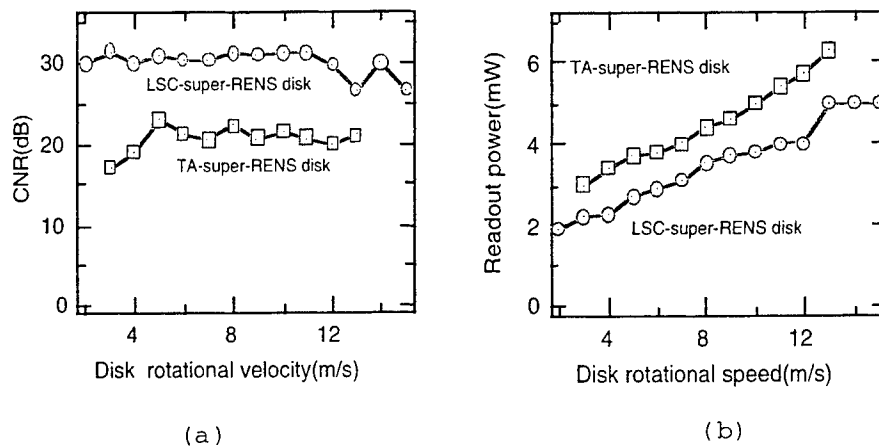 CNR(dB)
30
20
10
0
LSC-super-RENS disk
TA-super-RENS disk
4
8
12
Disk rotational velocity(m/s)
(a)
Readout power(mW)
6
4
2
0
TA-super-RENS disk
LSC-super-RENS disk
4
8
12
Disk rotational speed(m/s)
(b)